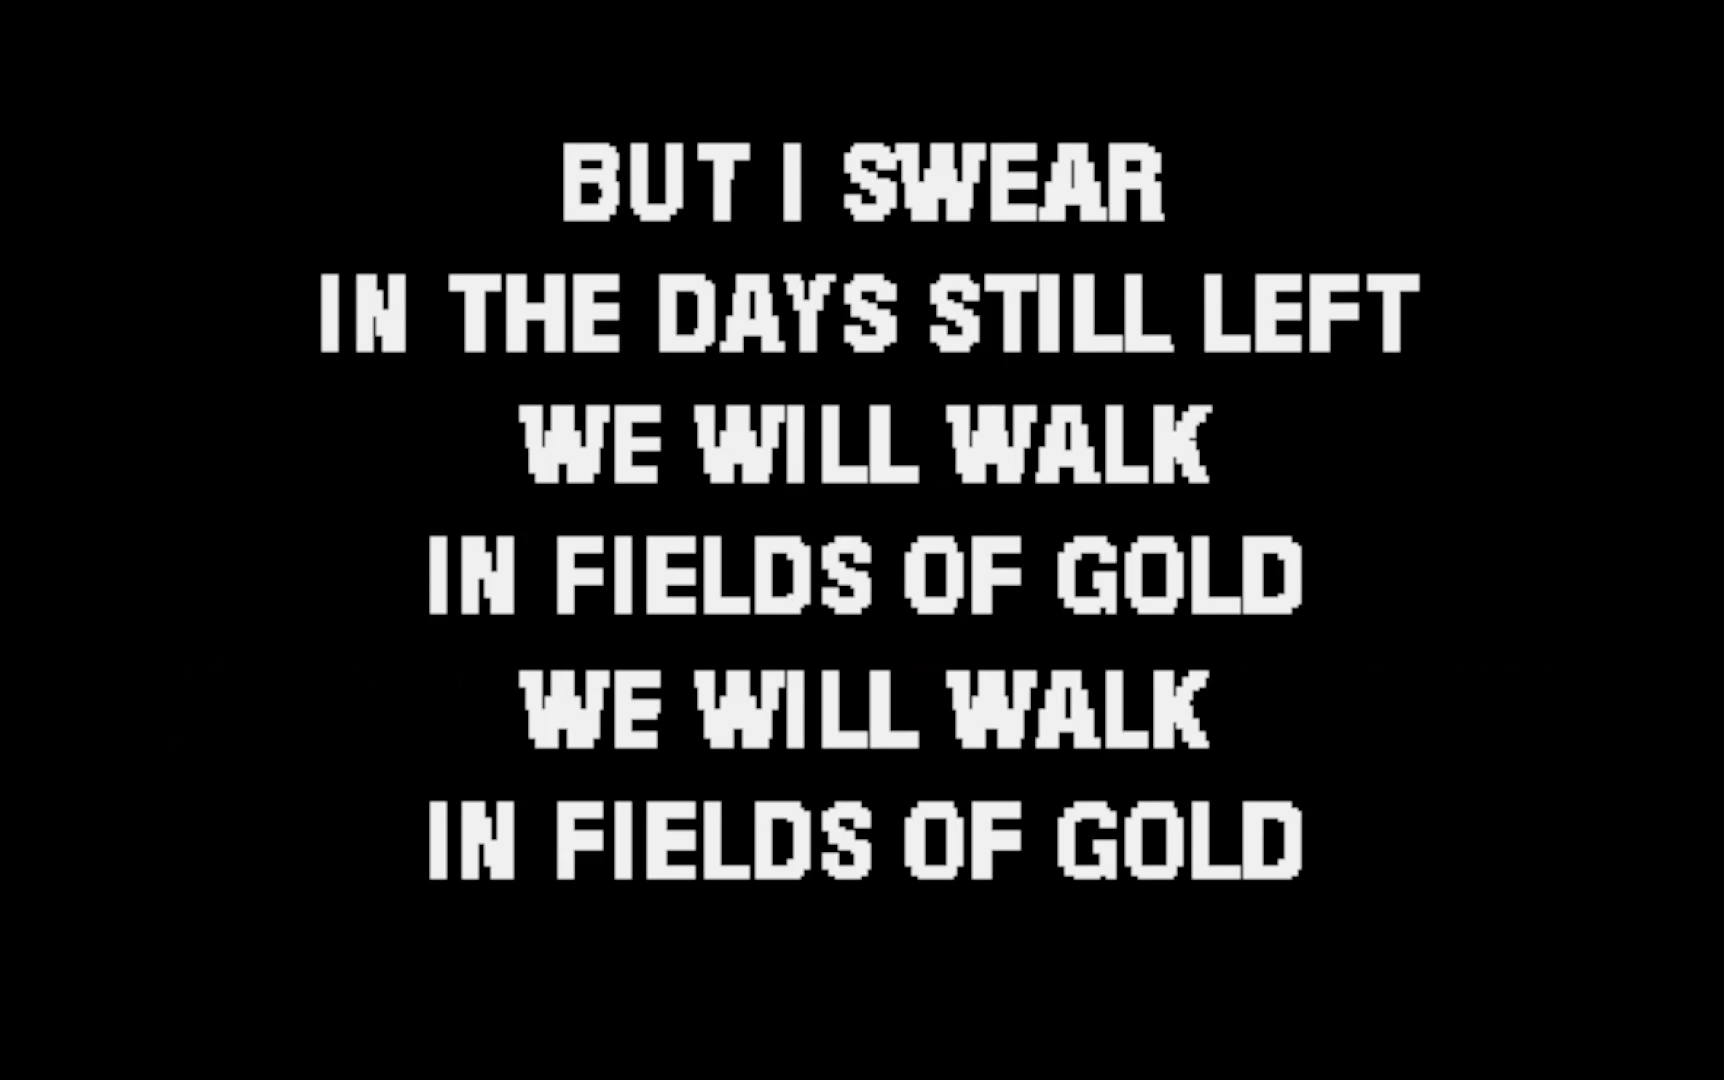 BUT I SWEAR
IN THE DAYS STILL LEFT
WE WILL WALK
IN FIELDS OF GOLD
WE WILL WALK
IN FIELDS OF GOLD